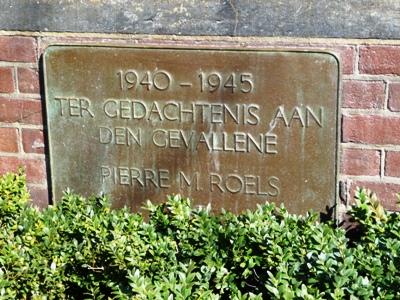 1940 - 1945
TER GEDACHTENIS AAN
DEN GEVALLENE
PIERRE M. ROELS